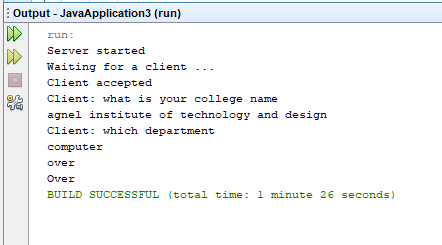 Output - JavaApplication3 (run)
run:
Server started
Waiting for a client ...
Client accepted
Client: what is your college name
agnel institute of technology and design
Client: which department
computer
over
Over
BUILD SUCCESSFUL (total time: 1 minute 26 seconds)